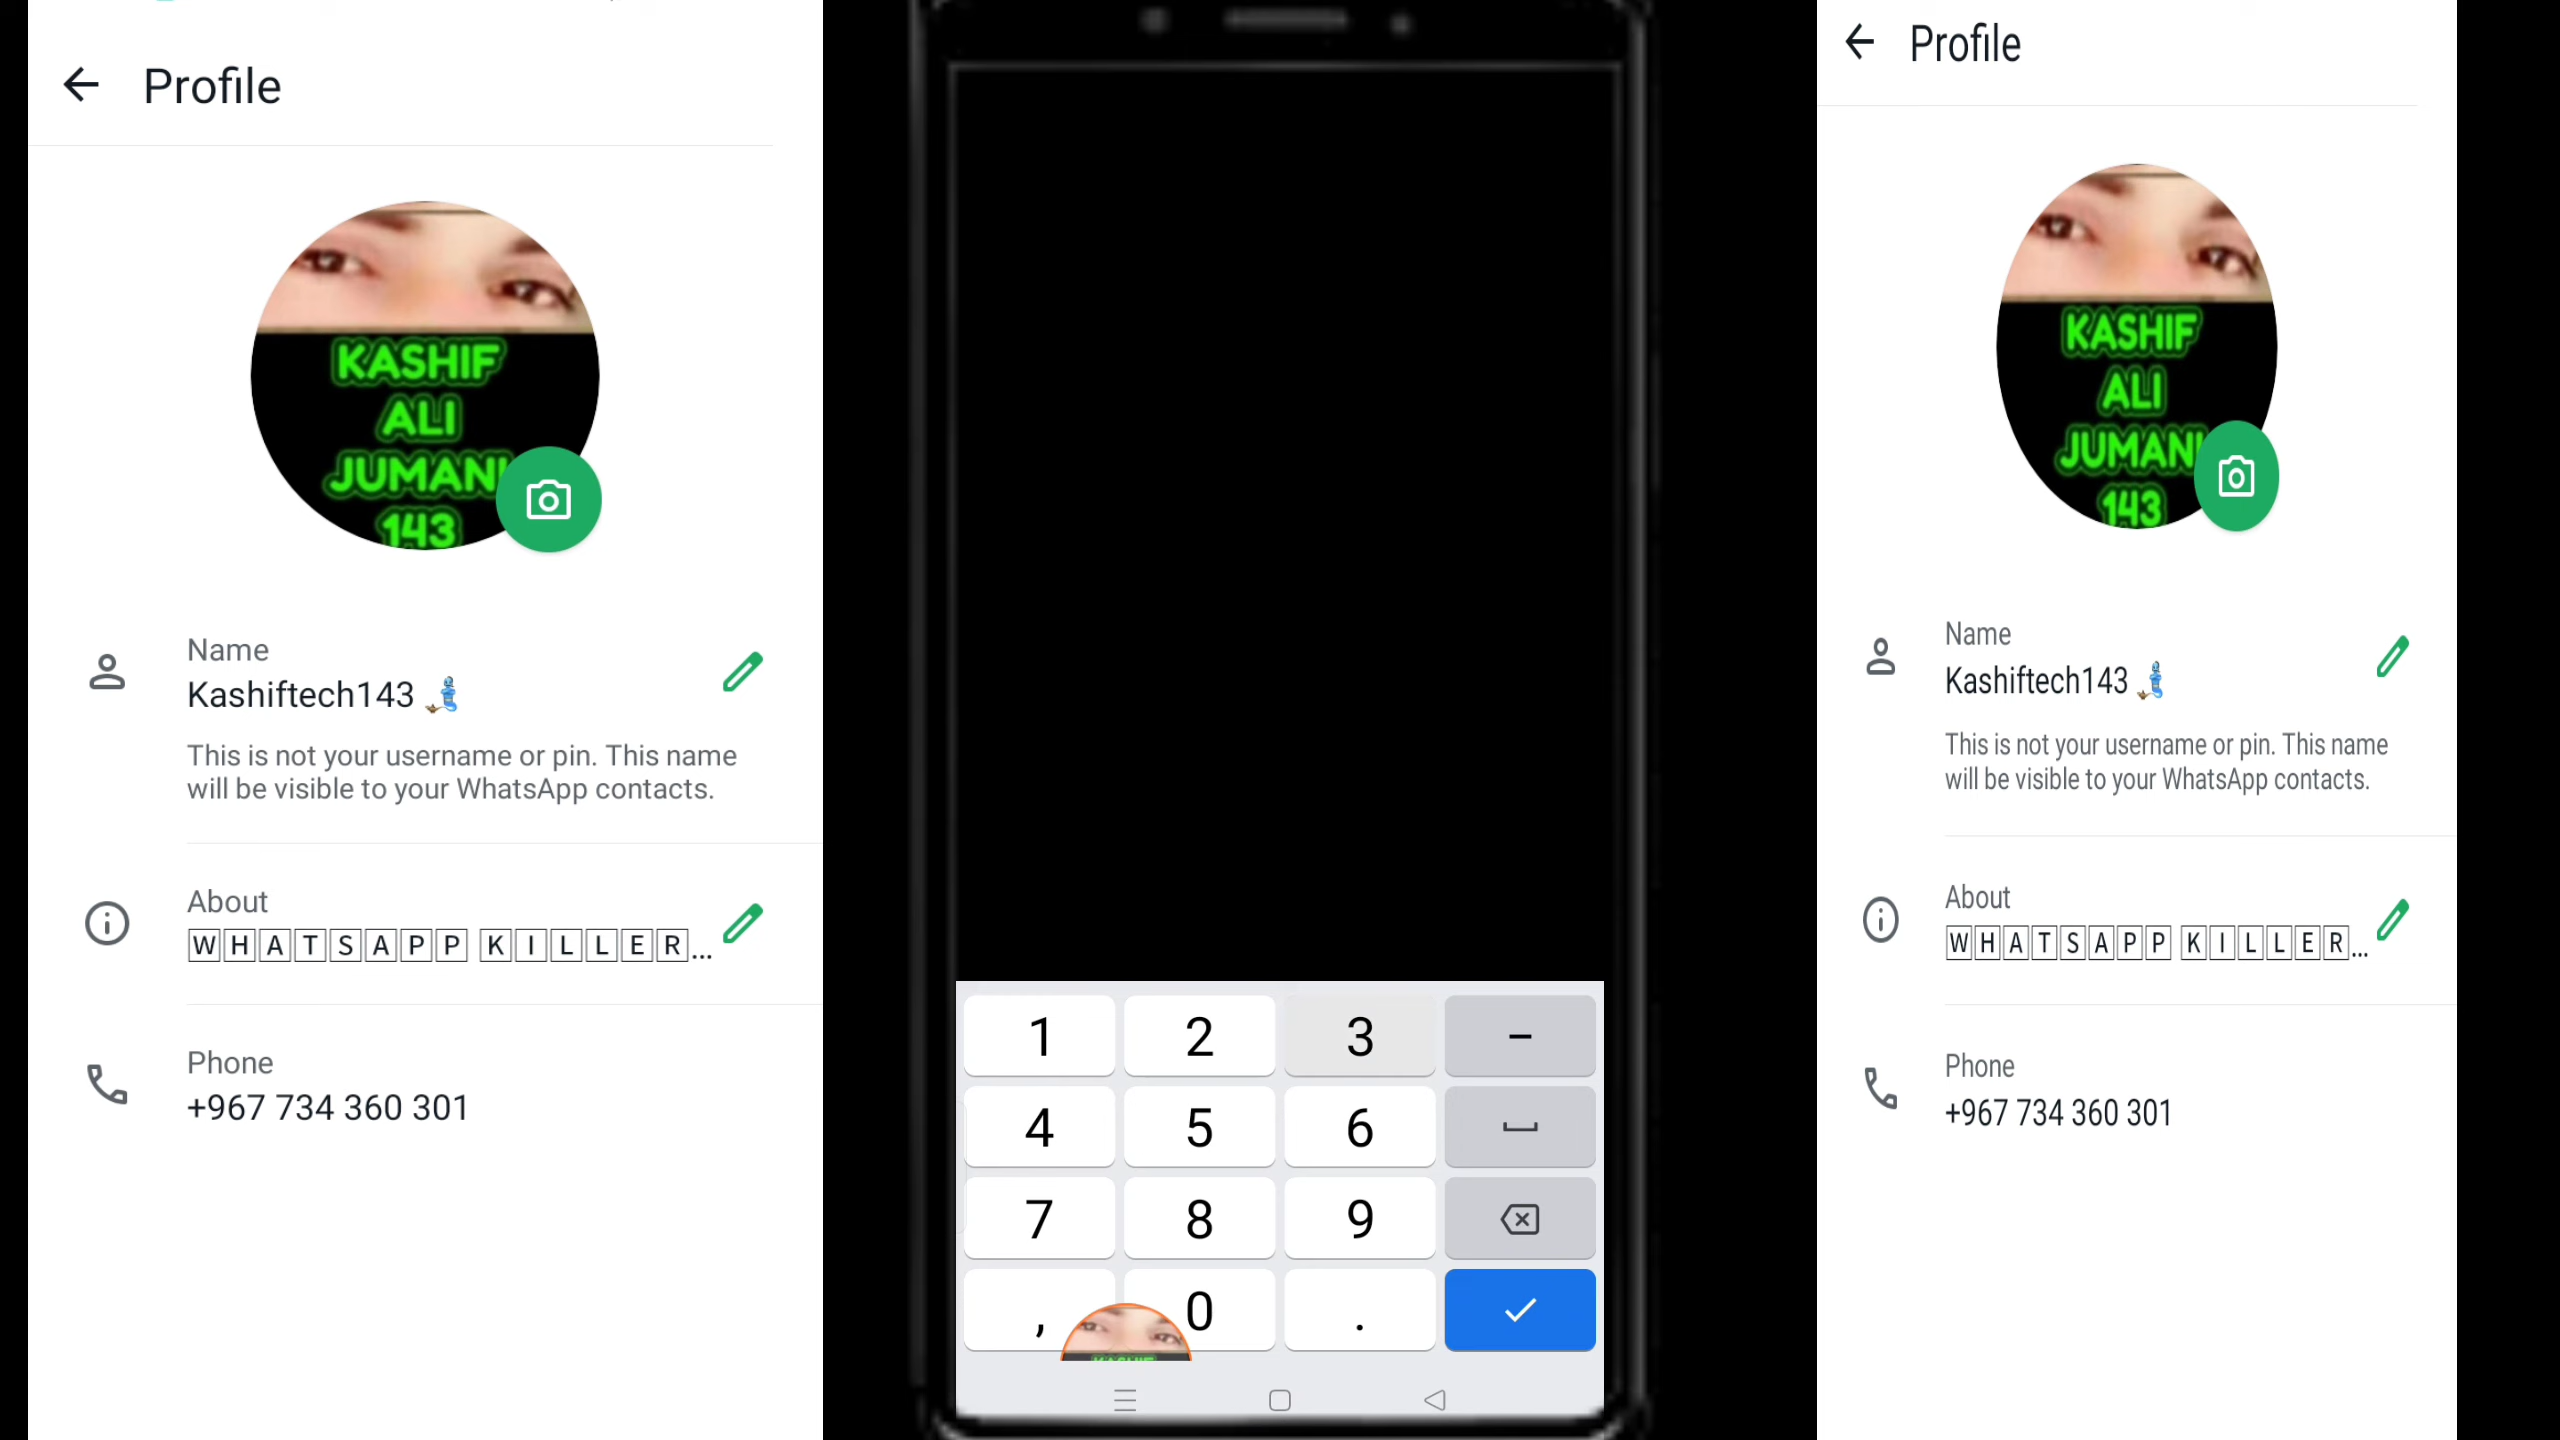 Profile
KASHIF
ALI
JUMANI
143
Name
Kashiftech143
This is not your username or pin. This name
will be visible to your WhatsApp contacts.
About
🅆🄷🄰🅃🅂🄰🄿🄿 🄺🄸🄻🄻🄴🅁...
Phone
+967 734 360 301
1 2 3 –
4 5 6
7 8 9
, 0 .
KASHIF
Profile
KASHIF
ALI
JUMANI
143
Name
Kashiftech143
This is not your username or pin. This name
will be visible to your WhatsApp contacts.
About
🅆🄷🄰🅃🅂🄰🄿🄿 🄺🄸🄻🄻🄴🅁...
Phone
+967 734 360 301